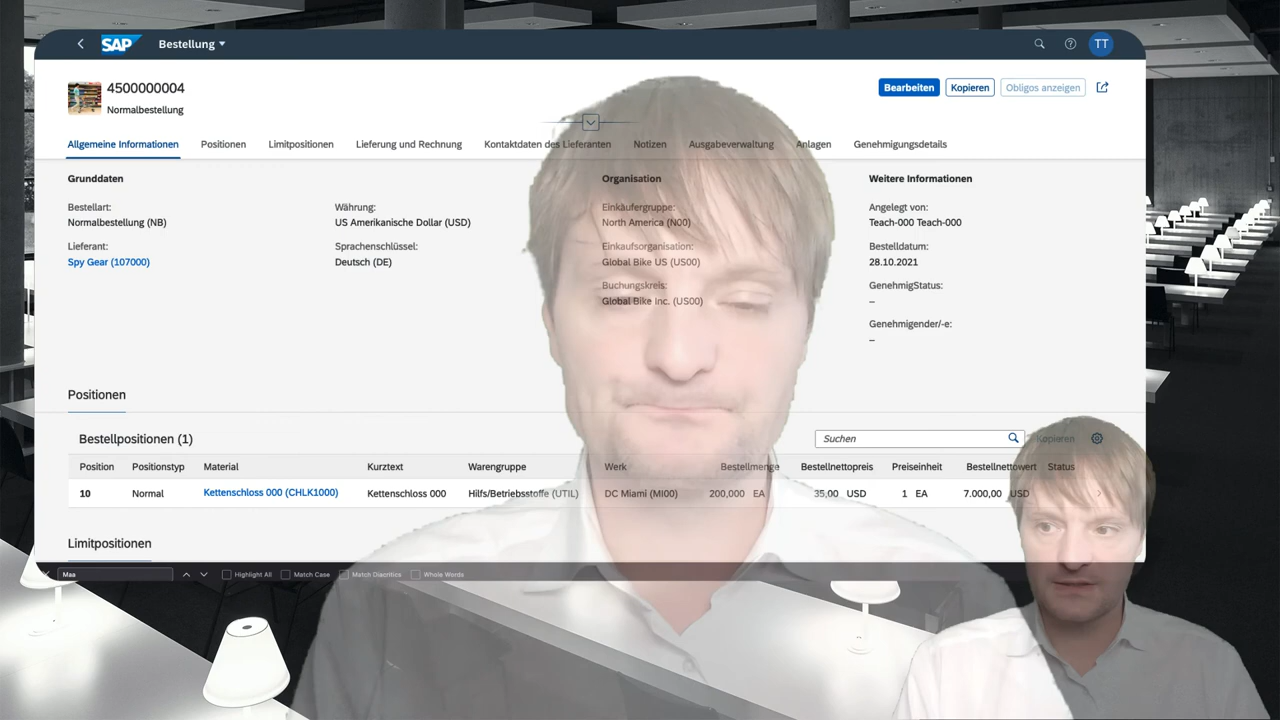 SAP Bestellung TT
4500000004
Normalbestellung
Bearbeiten Kopieren Obligos anzeigen
Allgemeine Informationen Positionen Limitpositionen Lieferung und Rechnung Kontaktdaten des Lieferanten Notizen Ausgabeverwaltung Anlagen Genehmigungsdetails
Grunddaten Organisation Weitere Informationen
Bestellart: Währung: Einkäufergruppe: Angelegt von:
Normalbestellung (NB) US Amerikanische Dollar (USD) North America (N00) Teach-000 Teach-000
Lieferant: Sprachenschlüssel: Einkaufsorganisation: Bestelldatum:
Spy Gear (107000) Deutsch (DE) Global Bike US (US00) 28.10.2021
Buchungskreis: GenehmigStatus:
Global Bike Inc. (US00) –
Genehmigender/-e:
–
Positionen
Bestellpositionen (1) Suchen Kopieren
Position Positionstyp Material Kurztext Warengruppe Werk Bestellmenge Bestellnettopreis Preiseinheit Bestellnettowert Status
10 Normal Kettenschloss 000 (CHLK1000) Kettenschloss 000 Hilfs/Betriebsstoffe (UTIL) DC Miami (MI00) 200,000 EA 35,00 USD 1 EA 7.000,00 USD
Limitpositionen
Maa Highlight All Match Case Match Diacritics Whole Words